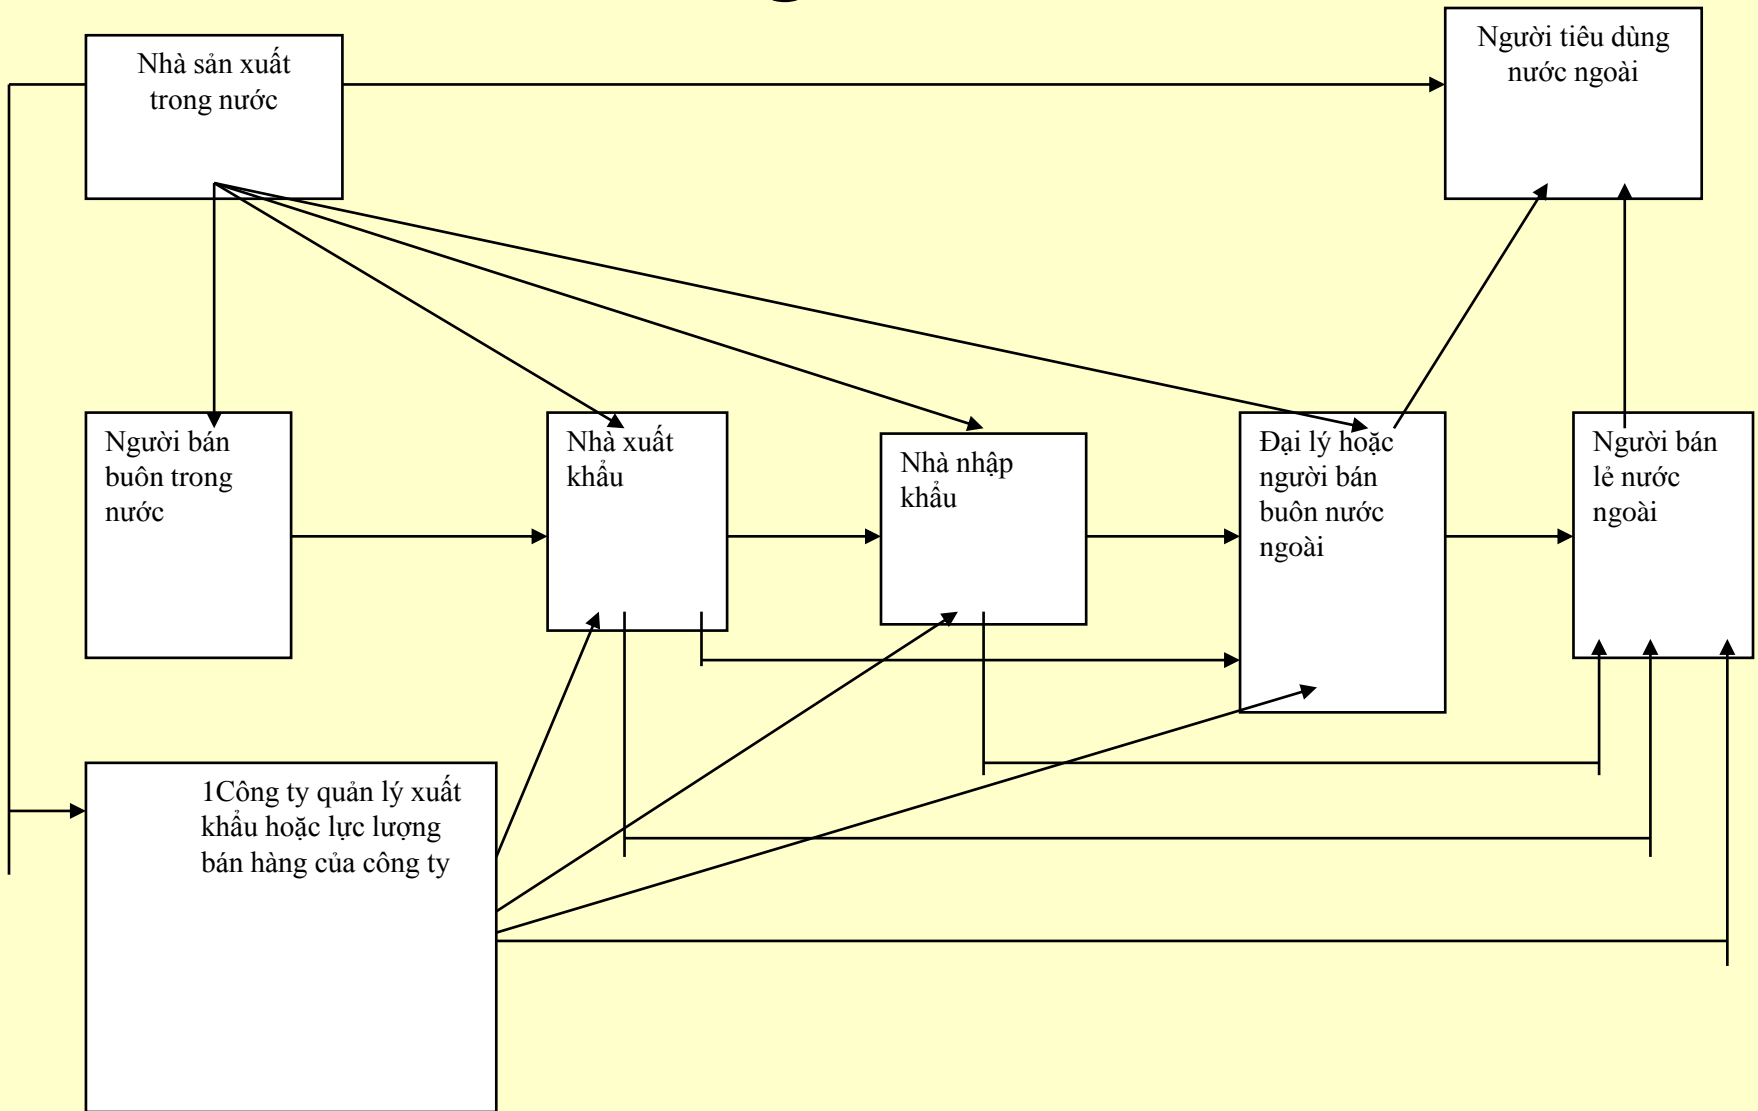 Nhà sản xuất
trong nước
Người tiêu dùng
nước ngoài
Người bán
buôn trong
nước
Nhà xuất
khẩu
Nhà nhập
khẩu
Đại lý hoặc
người bán
buôn nước
ngoài
Người bán
lẻ nước
ngoài
1Công ty quản lý xuất
khẩu hoặc lực lượng
bán hàng của công ty